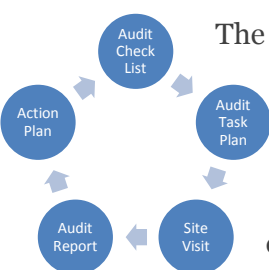 The
Audit
Check
List
Audit
Task
Plan
Site
Visit
Audit
Report
Action
Plan